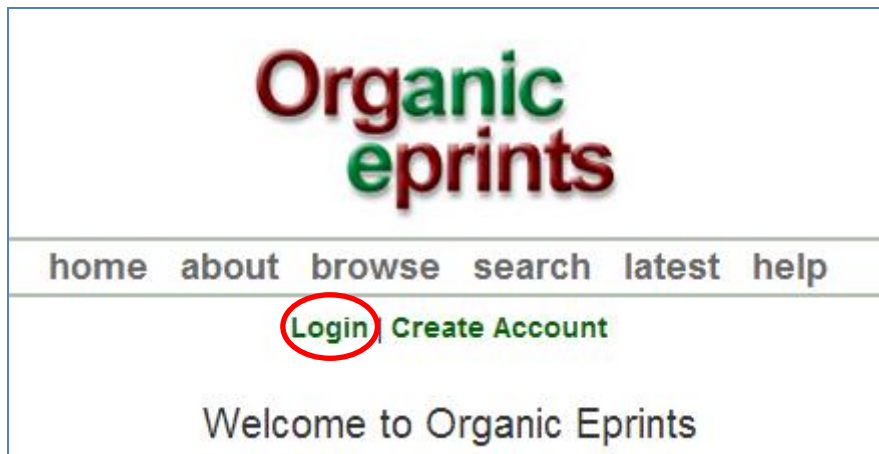 Organic
eprints
home about browse search latest help
Login | Create Account
Welcome to Organic Eprints